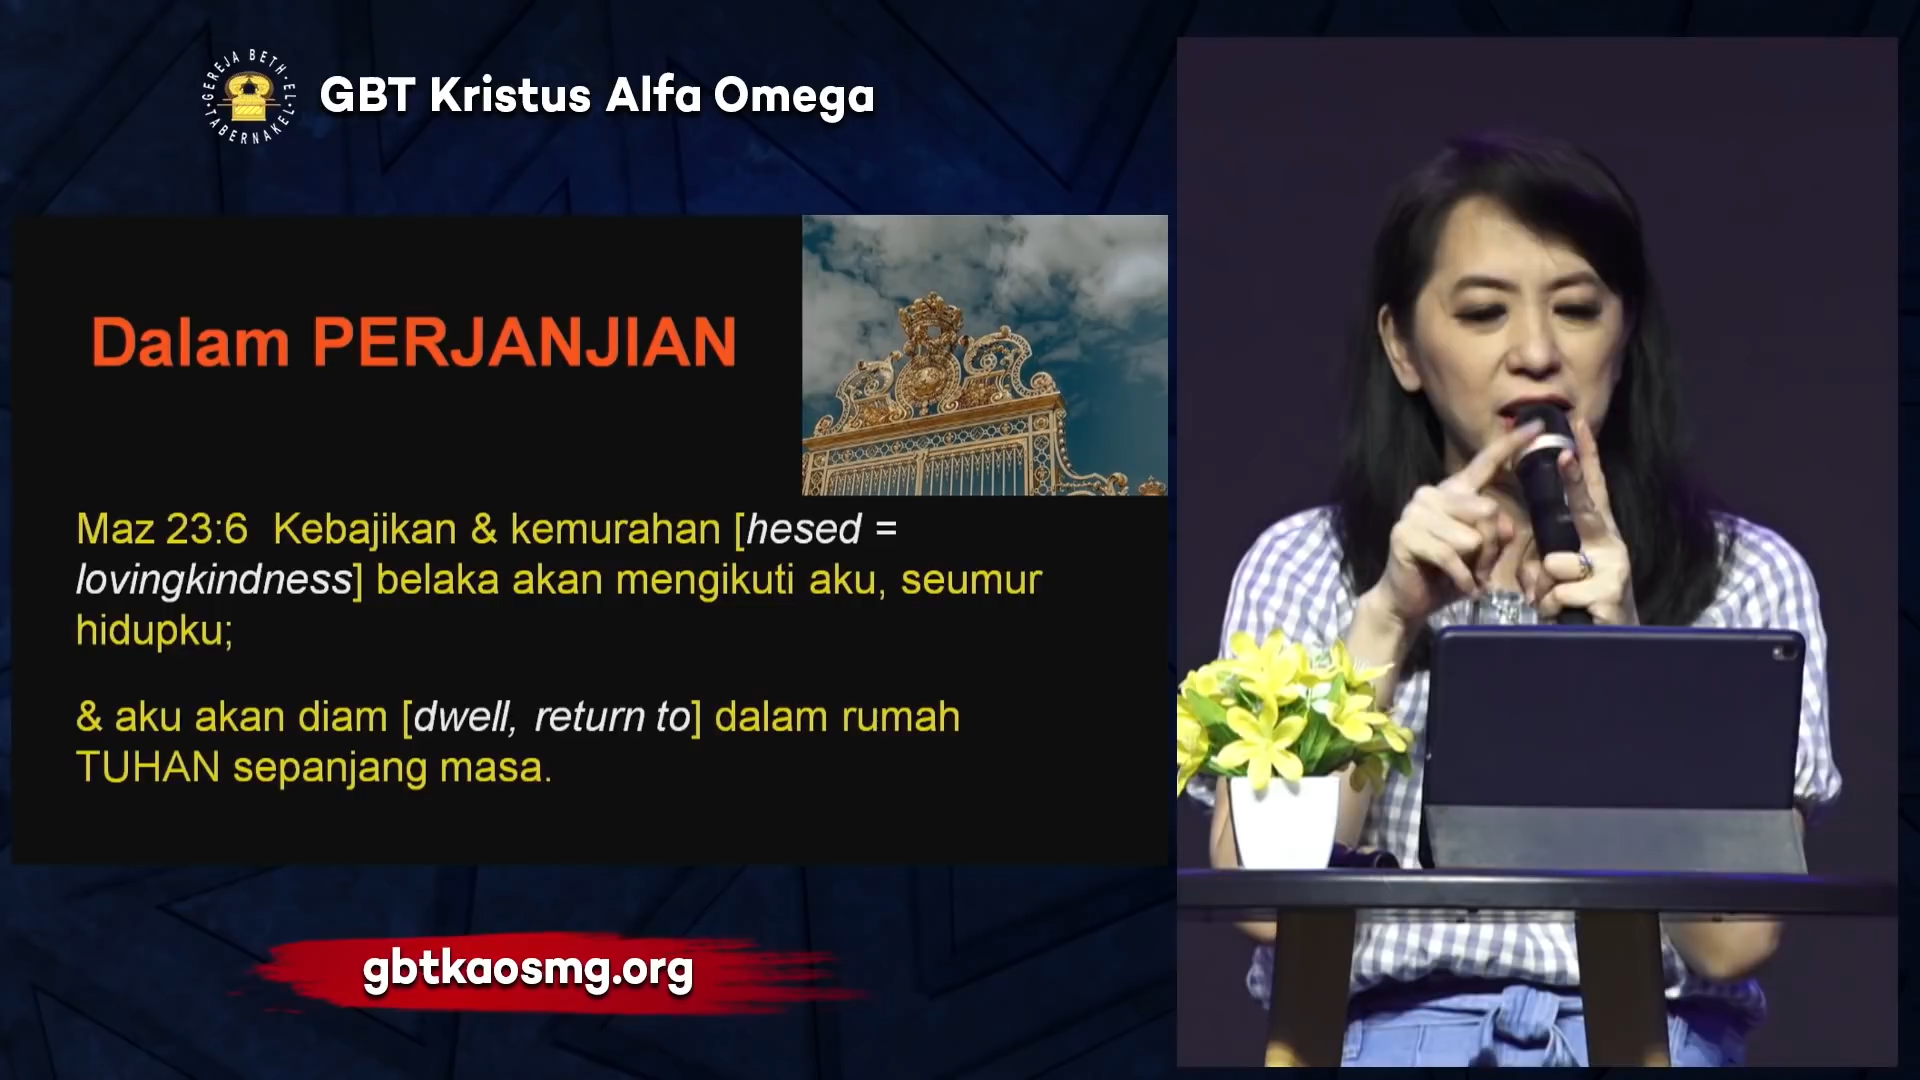 GEREJA BETH-EL TABERNAKEL
GBT Kristus Alfa Omega
Dalam PERJANJIAN
Maz 23:6 Kebajikan & kemurahan [hesed =
lovingkindness] belaka akan mengikuti aku, seumur
hidupku;
& aku akan diam [dwell, return to] dalam rumah
TUHAN sepanjang masa.
gbtkaosmg.org